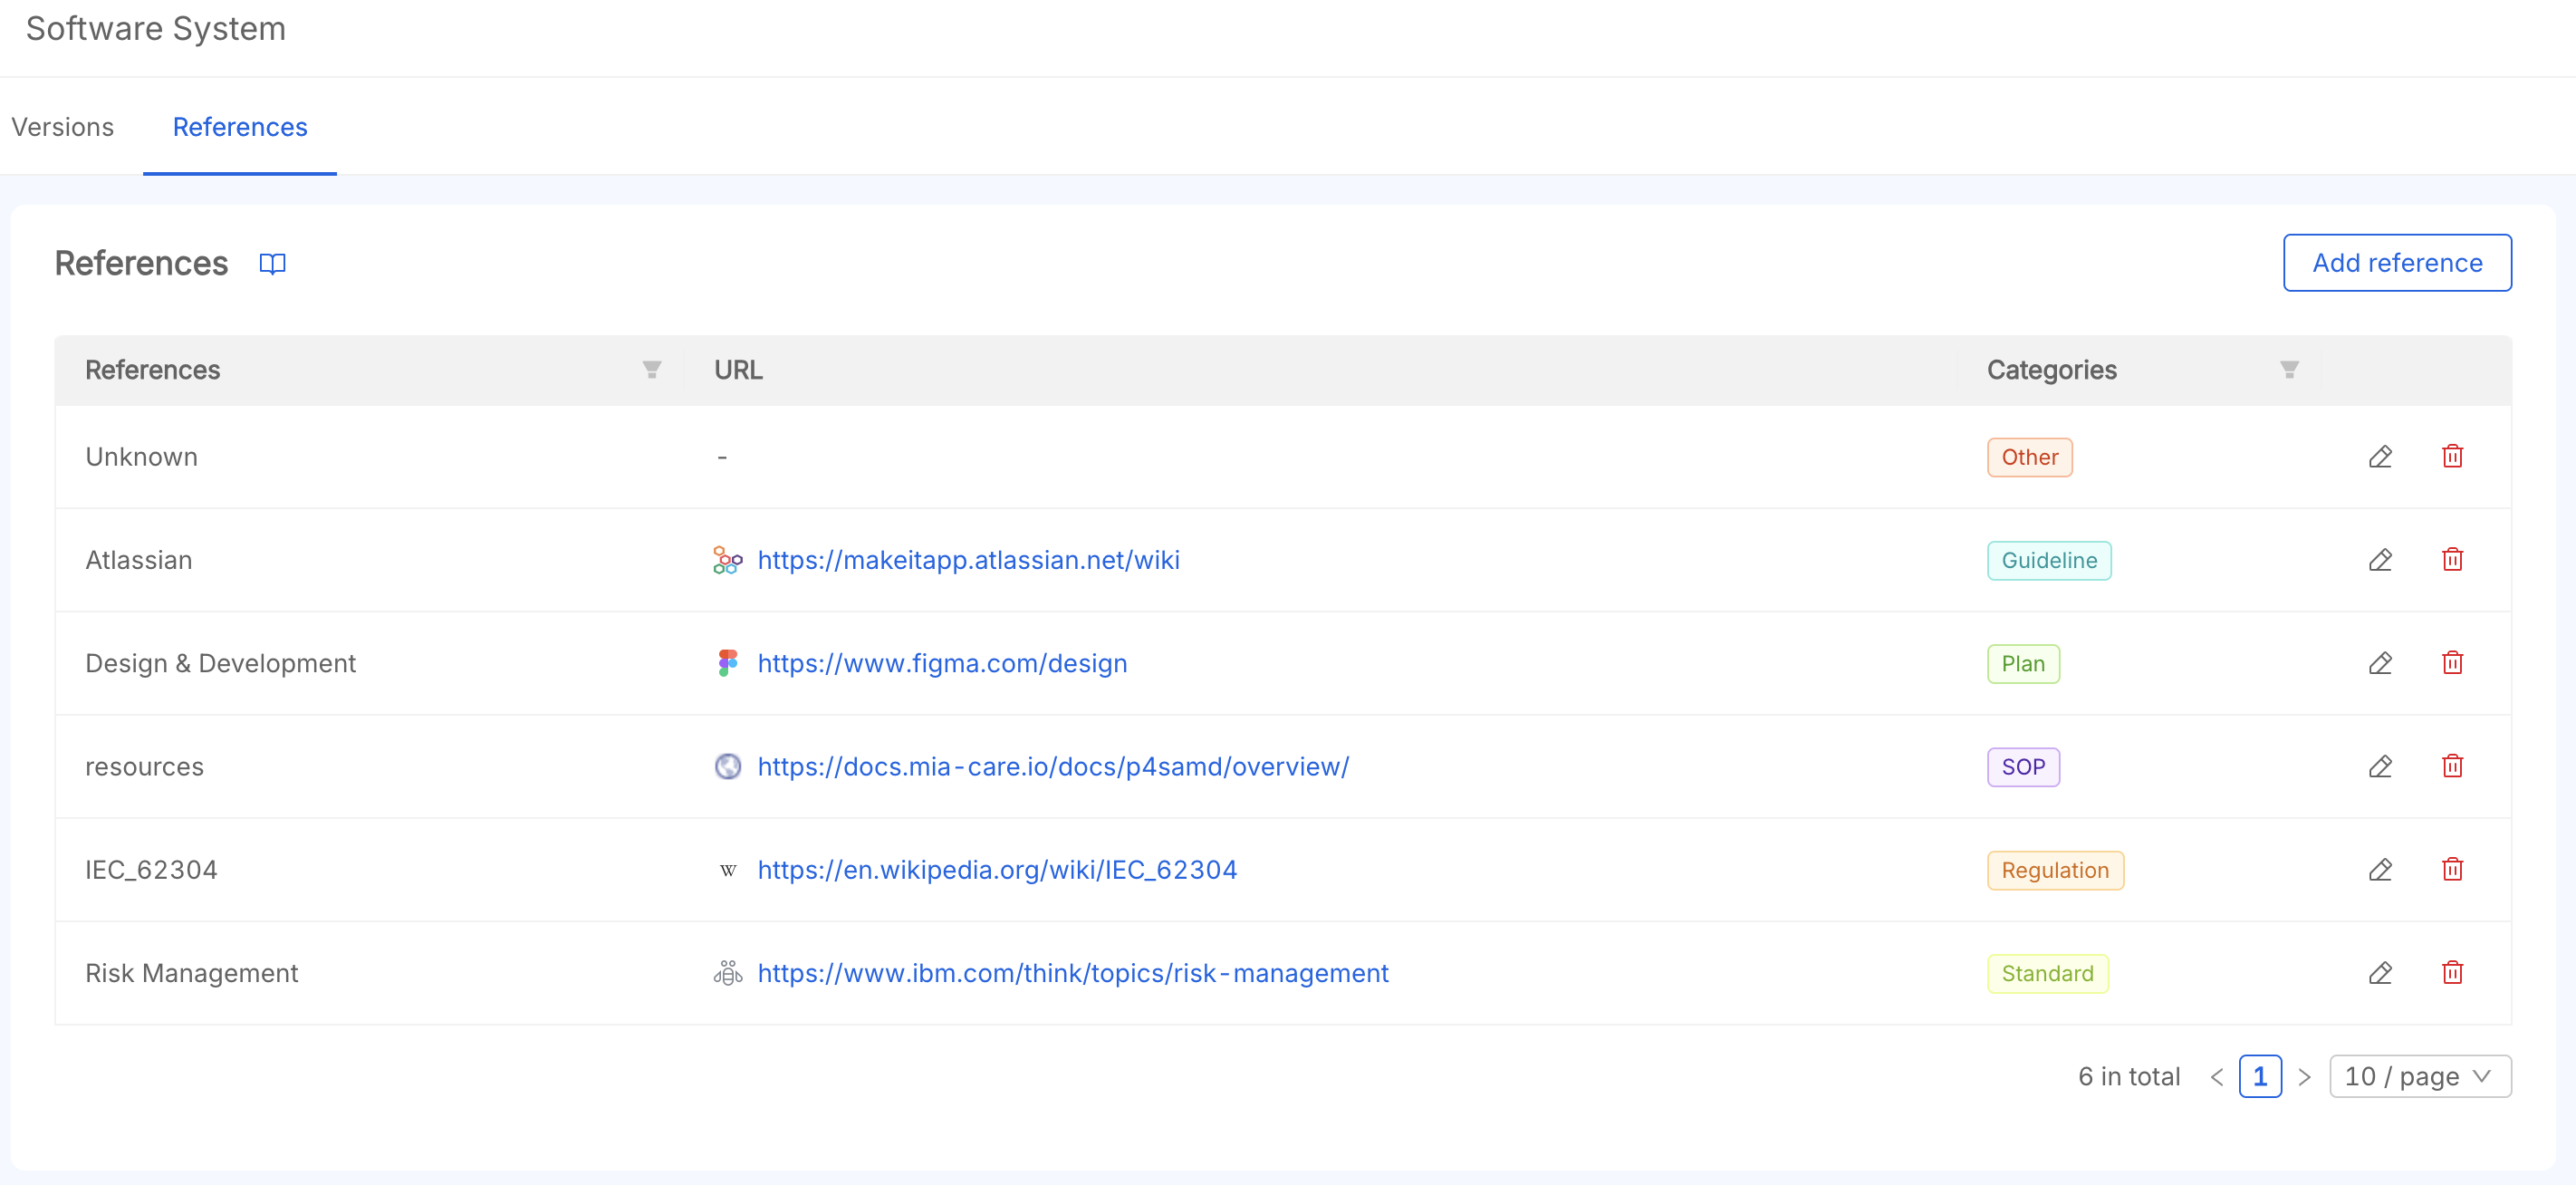 Software System
Versions References
References Add reference
References URL Categories
Unknown - Other
Atlassian https://makeitapp.atlassian.net/wiki Guideline
Design & Development https://www.figma.com/design Plan
resources https://docs.mia-care.io/docs/p4samd/overview/ SOP
IEC_62304 W https://en.wikipedia.org/wiki/IEC_62304 Regulation
Risk Management https://www.ibm.com/think/topics/risk-management Standard
6 in total < 1 > 10 / page